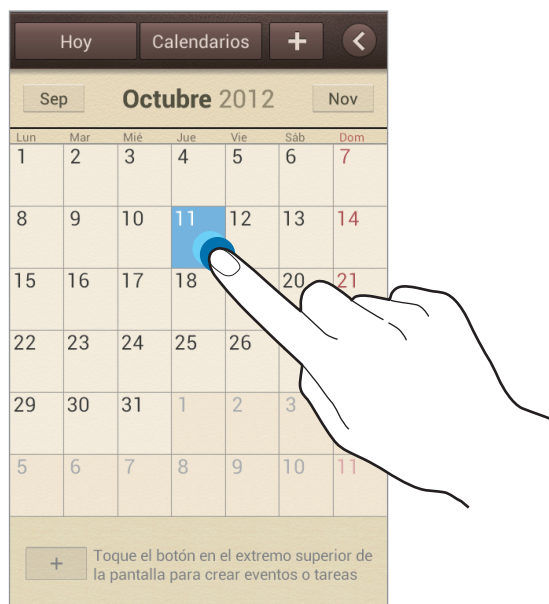 Hoy Calendarios +
Sep Octubre 2012 Nov
Lun Mar Mié Jue Vie Sáb Dom
1 2 3 4 5 6 7
8 9 10 11 12 13 14
15 16 17 18 20 21
22 23 24 25 26
29 30 31 1 2 3
5 6 7 8 9 10 11
+ Toque el botón en el extremo superior de
la pantalla para crear eventos o tareas